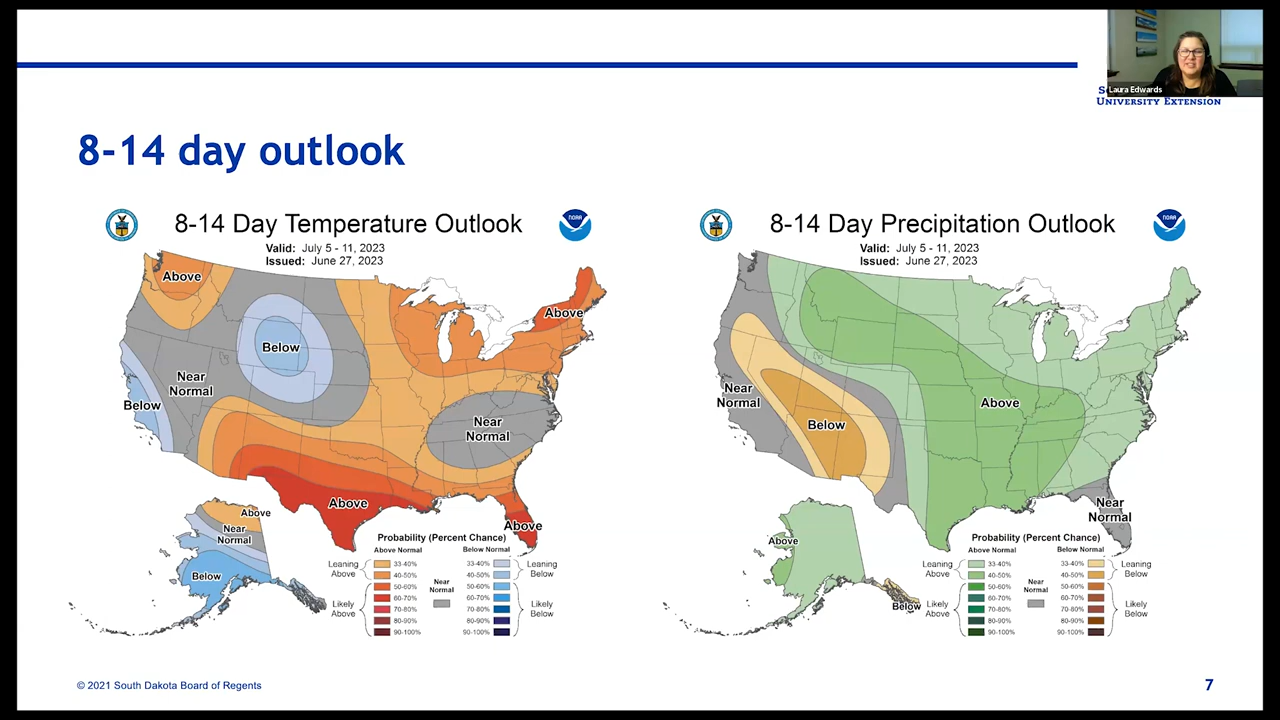 Laura Edwards
UNIVERSITY EXTENSION
8-14 day outlook
8-14 Day Temperature Outlook
NOAA
Valid: July 5 - 11, 2023
Issued: June 27, 2023
Above
Below
Above
Near
Normal
Below
Near
Normal
Above
Above
Above
Near
Normal
Below
Probability (Percent Chance)
Above Normal
Below Normal
Leaning
Above
33-40%
33-40%
Leaning
Below
40-50%
40-50%
Near
Normal
50-60%
50-60%
60-70%
60-70%
Likely
Above
70-80%
70-80%
Likely
Below
80-90%
80-90%
90-100%
90-100%
8-14 Day Precipitation Outlook
NOAA
Valid: July 5 - 11, 2023
Issued: June 27, 2023
Near
Normal
Below
Above
Near
Normal
Above
Below
Probability (Percent Chance)
Above Normal
Below Normal
Leaning
Above
33-40%
33-40%
Leaning
Below
40-50%
40-50%
Near
Normal
50-60%
50-60%
60-70%
60-70%
Likely
Above
70-80%
70-80%
Likely
Below
80-90%
80-90%
90-100%
90-100%
© 2021 South Dakota Board of Regents
7